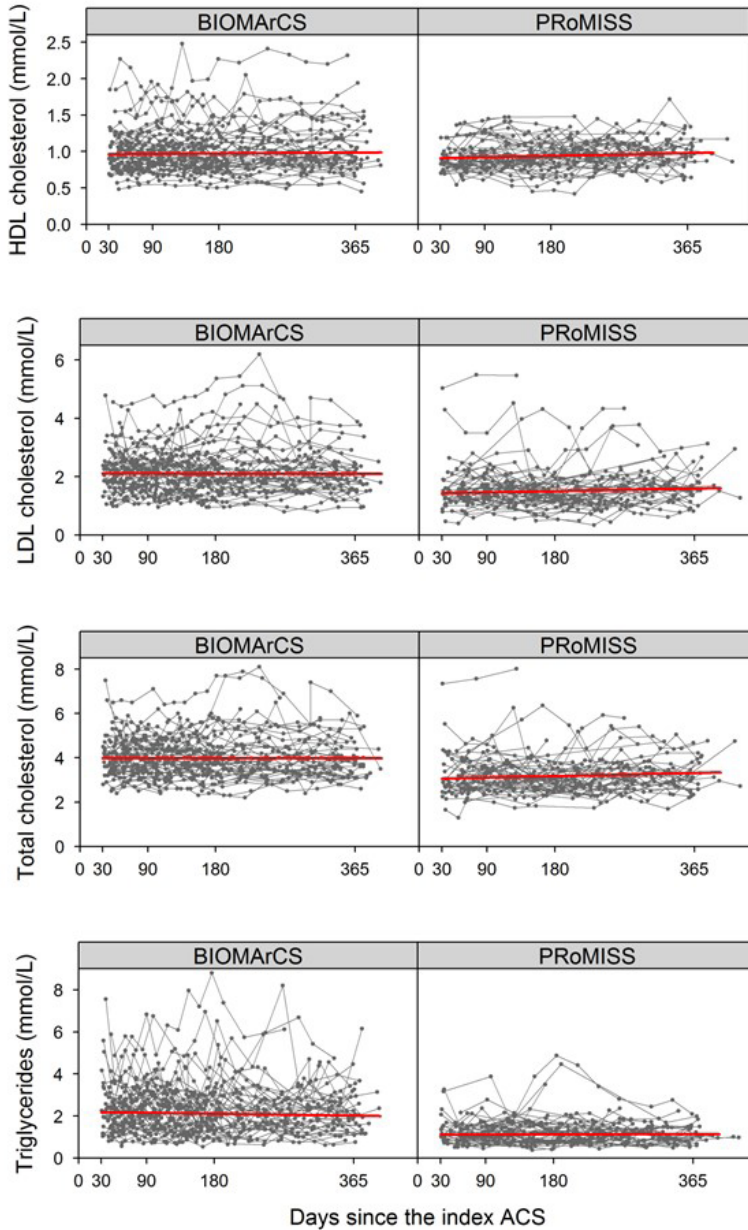 BIOMArCS PRoMISS
HDL cholesterol (mmol/L)
2.5
2.0
1.5
1.0
0.5
0.0
0 30 90 180 365 0 30 90 180 365
BIOMArCS PRoMISS
LDL cholesterol (mmol/L)
6
4
2
0
0 30 90 180 365 0 30 90 180 365
BIOMArCS PRoMISS
Total cholesterol (mmol/L)
8
6
4
2
0
0 30 90 180 365 0 30 90 180 365
BIOMArCS PRoMISS
Triglycerides (mmol/L)
8
6
4
2
0
0 30 90 180 365 0 30 90 180 365
Days since the index ACS